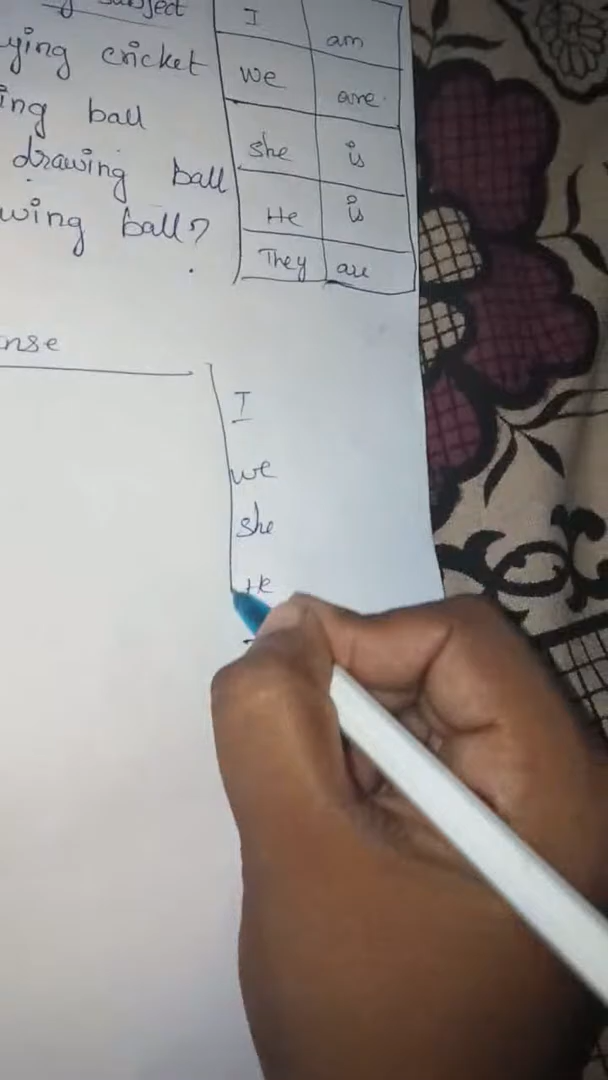 subject
ying cricket
ing ball
drawing ball
wing ball?
I am
we are
she is
He is
They are
nse
I
we
she
He